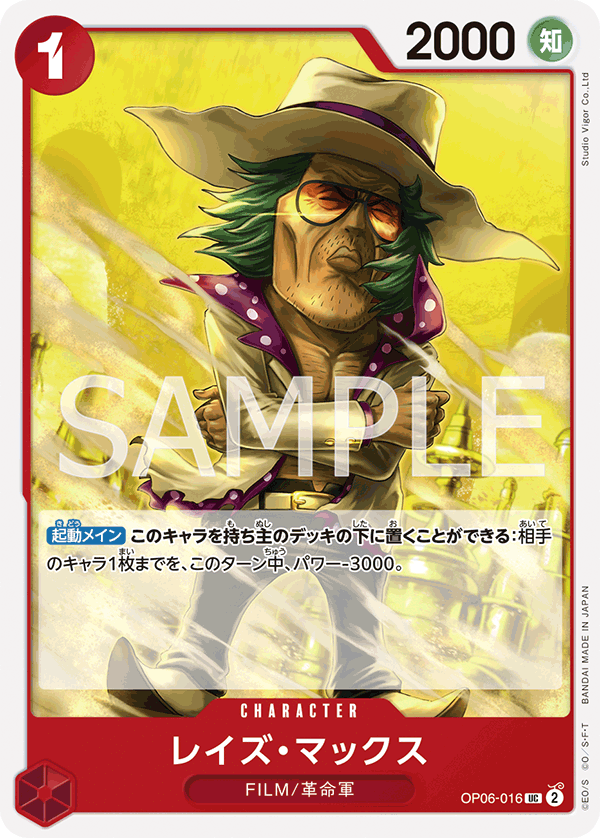 1
2000
知
Studio Vigor Co.,Ltd
SAMPLE
起動メイン このキャラを持ち主のデッキの下に置くことができる:相手
のキャラ1枚までを、このターン中、パワー-3000。
CHARACTER
レイズ・マックス
FILM/革命軍
OP06-016 UC 2
©E.O/S ©O/S・F・T BANDAI MADE IN JAPAN